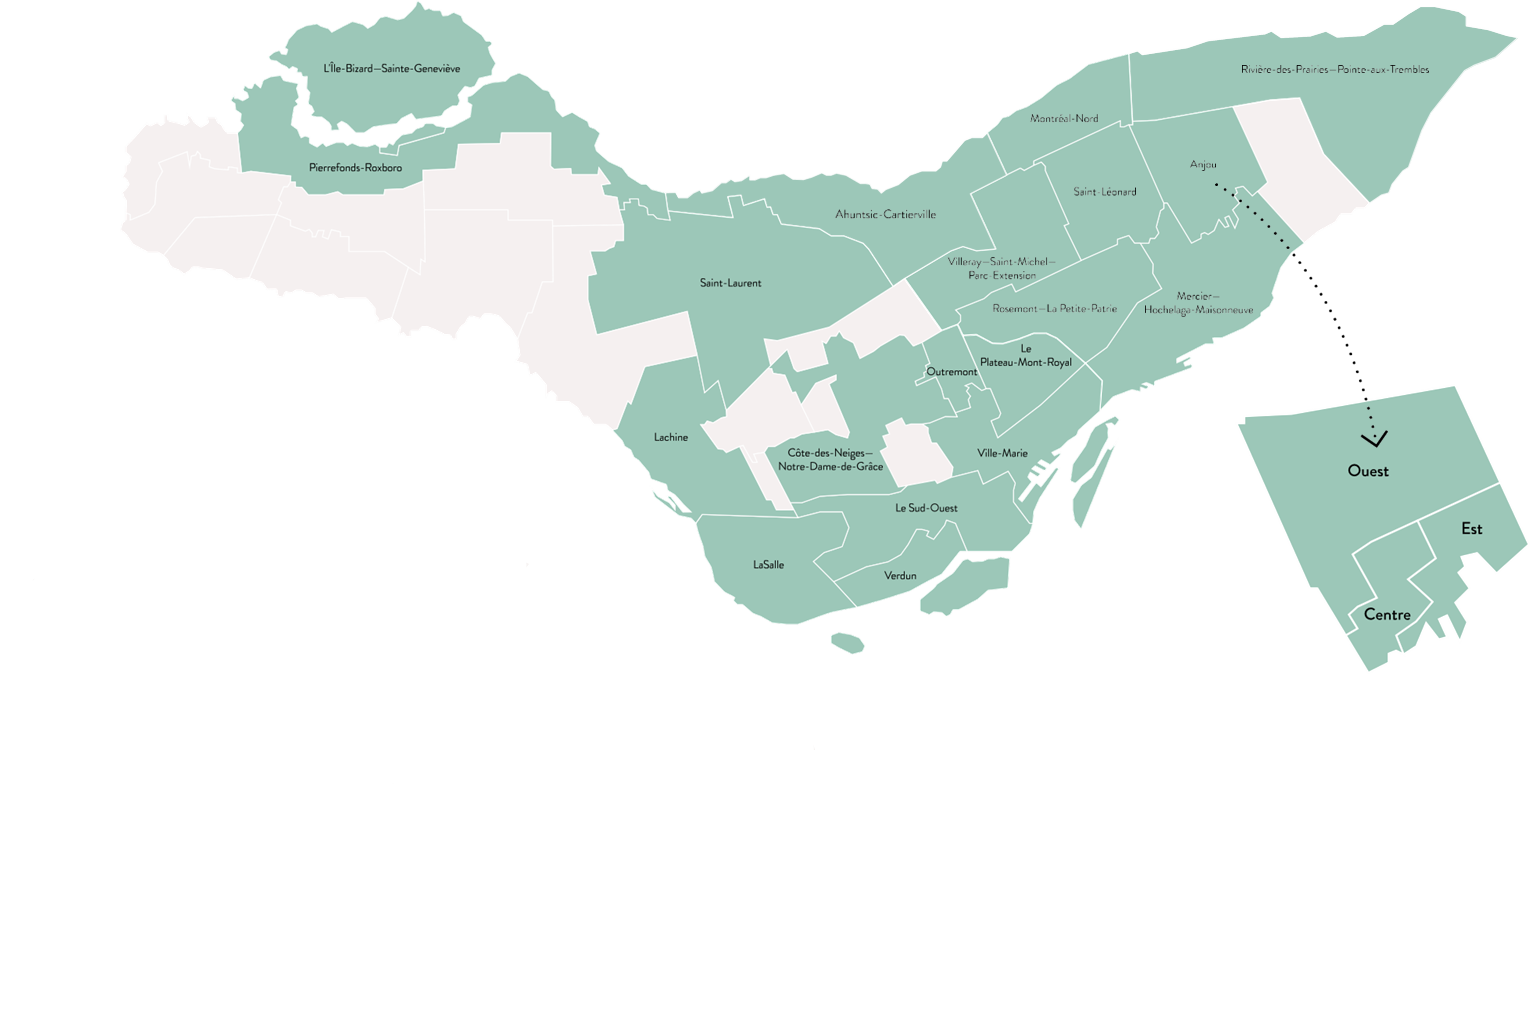 L'Île-Bizard—Sainte-Geneviève
Rivière-des-Prairies—Pointe-aux-Trembles
Montréal-Nord
Pierrefonds-Roxboro
Anjou
Saint-Léonard
Ahuntsic-Cartierville
Villeray—Saint-Michel—
Parc-Extension
Saint-Laurent
Mercier—
Hochelaga-Maisonneuve
Rosemont—La Petite-Patrie
Le
Plateau-Mont-Royal
Outremont
Lachine
Côte-des-Neiges—
Notre-Dame-de-Grâce
Ville-Marie
Ouest
Le Sud-Ouest
Est
LaSalle
Verdun
Centre